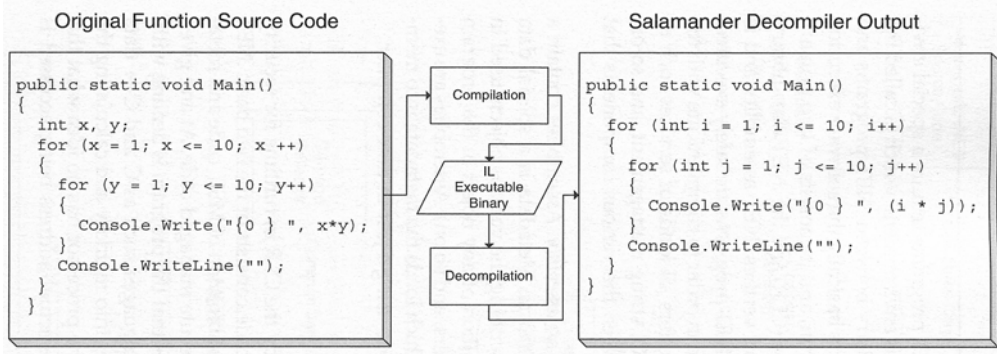 Original Function Source Code
public static void Main()
{
int x, y;
for (x = 1; x <= 10; x ++)
{
for (y = 1; y <= 10; y++)
{
Console.Write("{0 } ", x*y);
}
Console.WriteLine("");
}
}
Compilation
IL
Executable
Binary
Decompilation
Salamander Decompiler Output
public static void Main()
{
for (int i = 1; i <= 10; i++)
{
for (int j = 1; j <= 10; j++)
{
Console.Write("{0 } ", (i * j));
}
Console.WriteLine("");
}
}